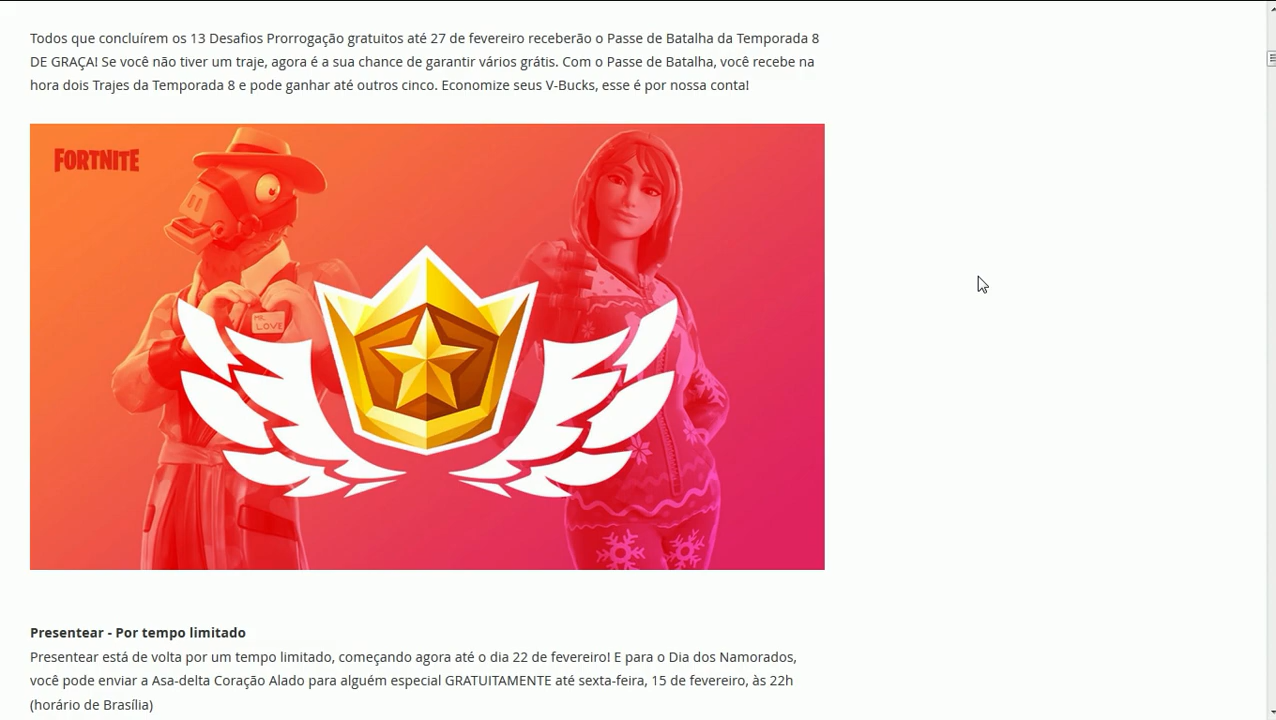 Todos que concluírem os 13 Desafios Prorrogação gratuitos até 27 de fevereiro receberão o Passe de Batalha da Temporada 8
DE GRAÇA! Se você não tiver um traje, agora é a sua chance de garantir vários grátis. Com o Passe de Batalha, você recebe na
hora dois Trajes da Temporada 8 e pode ganhar até outros cinco. Economize seus V-Bucks, esse é por nossa conta!
FORTNITE
MR.
LOVE
Presentear - Por tempo limitado
Presentear está de volta por um tempo limitado, começando agora até o dia 22 de fevereiro! E para o Dia dos Namorados,
você pode enviar a Asa-delta Coração Alado para alguém especial GRATUITAMENTE até sexta-feira, 15 de fevereiro, às 22h
(horário de Brasília)